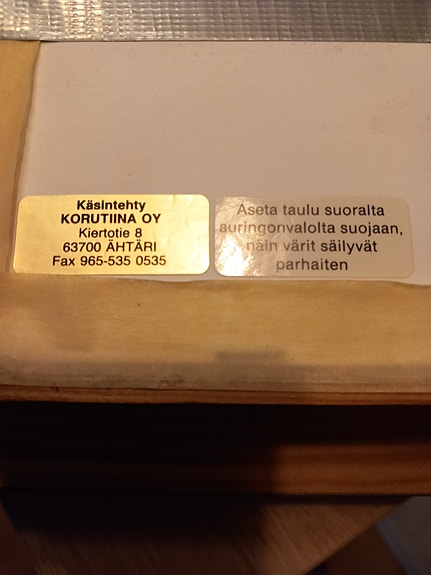 Käsintehty
KORUTIINA OY
Kiertotie 8
63700 ÄHTÄRI
Fax 965-535 0535
Aseta taulu suoralta
auringonvalolta suojaan,
näin värit säilyvät
parhaiten